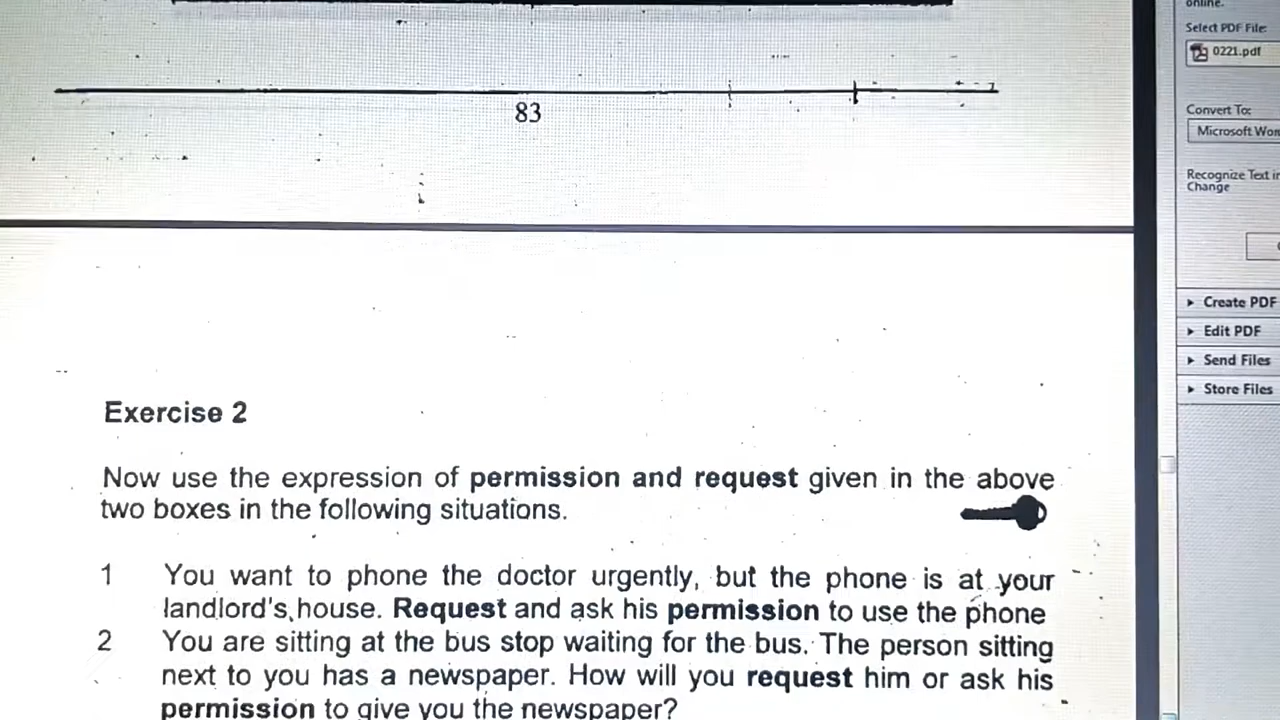 online.
Select PDF File:
0221.pdf
83
Convert To:
Microsoft Wor
Recognize Text in
Change
Create PDF
Edit PDF
Send Files
Store Files
Exercise 2
Now use the expression of permission and request given in the above
two boxes in the following situations.
1 You want to phone the doctor urgently, but the phone is at your
landlord's house. Request and ask his permission to use the phone
2 You are sitting at the bus stop waiting for the bus. The person sitting
next to you has a newspaper. How will you request him or ask his
permission to give you the newspaper?